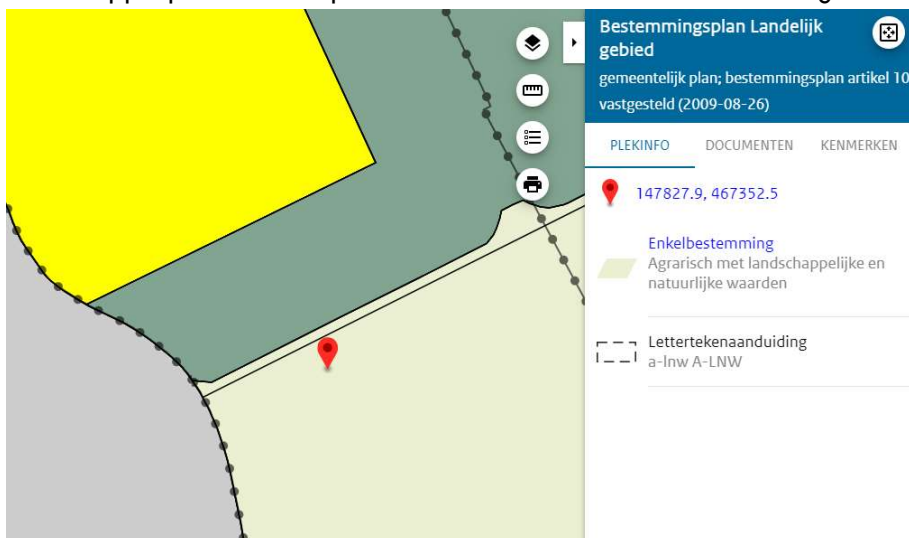 Bestemmingsplan Landelijk
gebied
gemeentelijk plan; bestemmingsplan artikel 10
vastgesteld (2009-08-26)
PLEKINFO DOCUMENTEN KENMERKEN
147827.9, 467352.5
Enkelbestemming
Agrarisch met landschappelijke en
natuurlijke waarden
Lettertekenaanduiding
a-lnw A-LNW